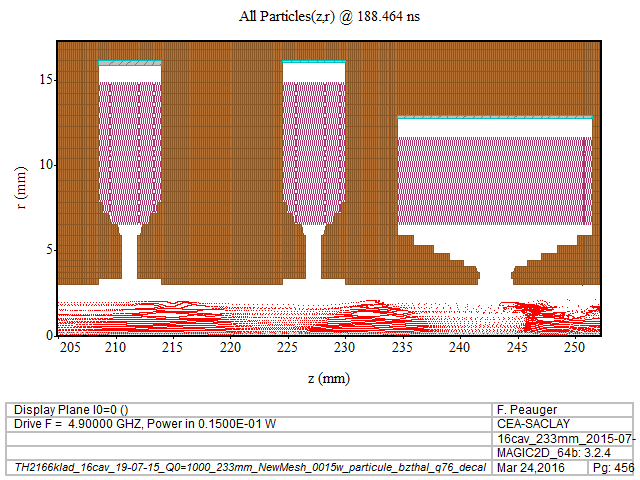 All Particles(z,r) @ 188.464 ns
15
10
5
0
r (mm)
205 210 215 220 225 230 235 240 245 250
z (mm)
Display Plane I0=0 ()
F. Peauger
Drive F = 4.90000 GHZ, Power in 0.1500E-01 W
CEA-SACLAY
16cav_233mm_2015-07-
MAGIC2D_64b: 3.2.4
TH2166klad_16cav_19-07-15_Q0=1000_233mm_NewMesh_0015w_particule_bzthal_q76_decal
Mar 24,2016
Pg: 456